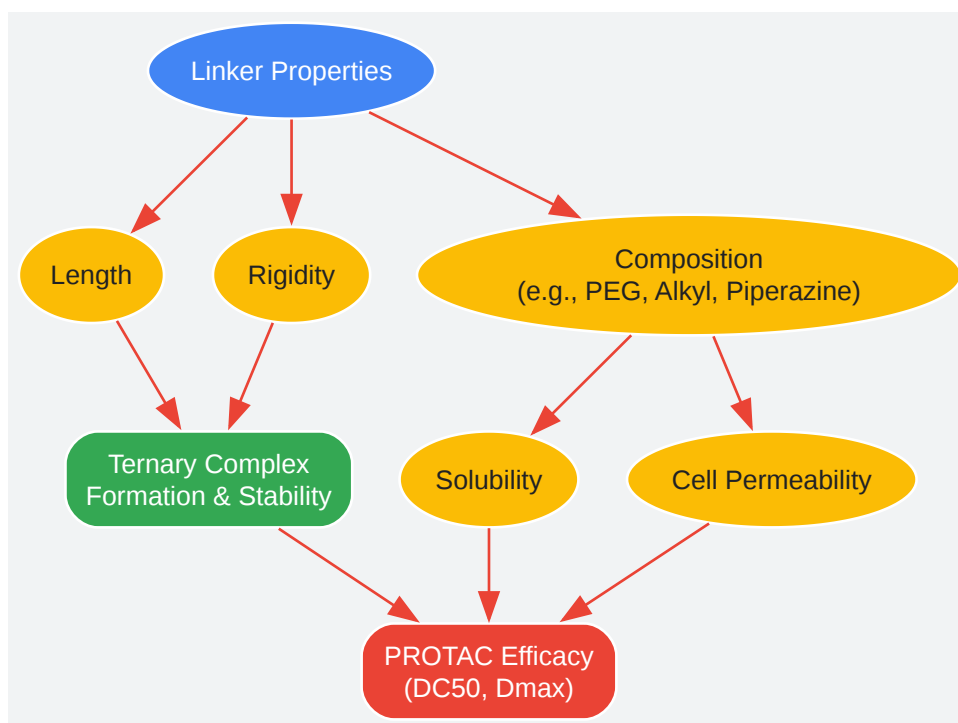 Linker Properties
Length
Rigidity
Composition
(e.g., PEG, Alkyl, Piperazine)
Ternary Complex
Formation & Stability
Solubility
Cell Permeability
PROTAC Efficacy
(DC50, Dmax)